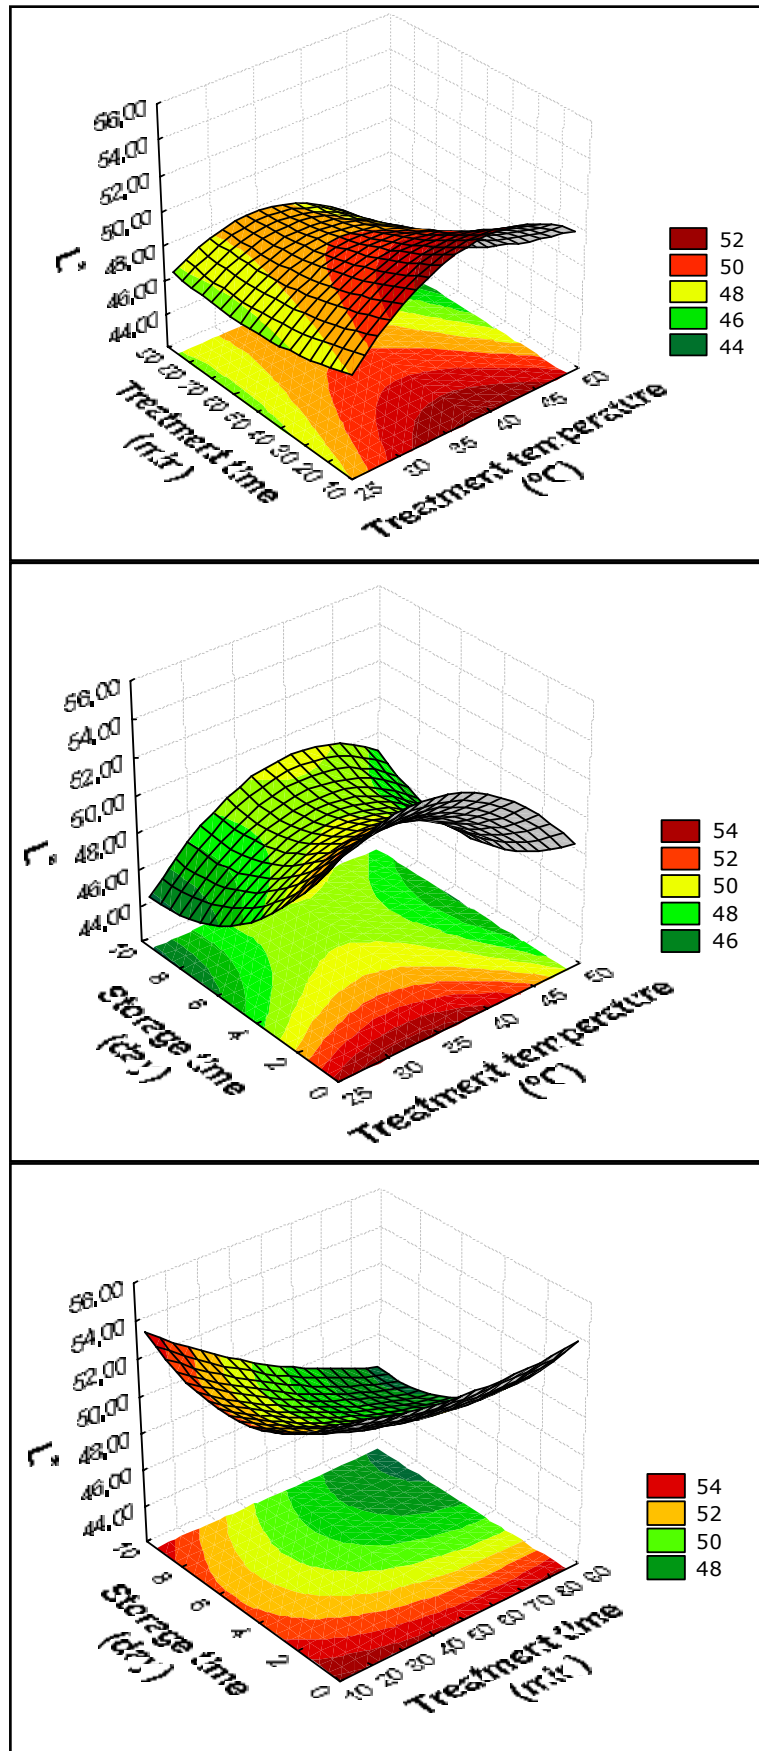 56.00
54.00
52.00
50.00
48.00
46.00
44.00
L*
90 80 70 60 50 40 30 20 10
Treatment time
(min)
25 30 35 40 45 50
Treatment temperature
(ºC)
52
50
48
46
44
56.00
54.00
52.00
50.00
48.00
46.00
44.00
L*
10 8 6 4 2 0
Storage time
(day)
25 30 35 40 45 50
Treatment temperature
(ºC)
54
52
50
48
46
56.00
54.00
52.00
50.00
48.00
46.00
44.00
L*
10 8 6 4 2 0
Storage time
(day)
10 20 30 40 50 60 70 80 90
Treatment time
(min)
54
52
50
48